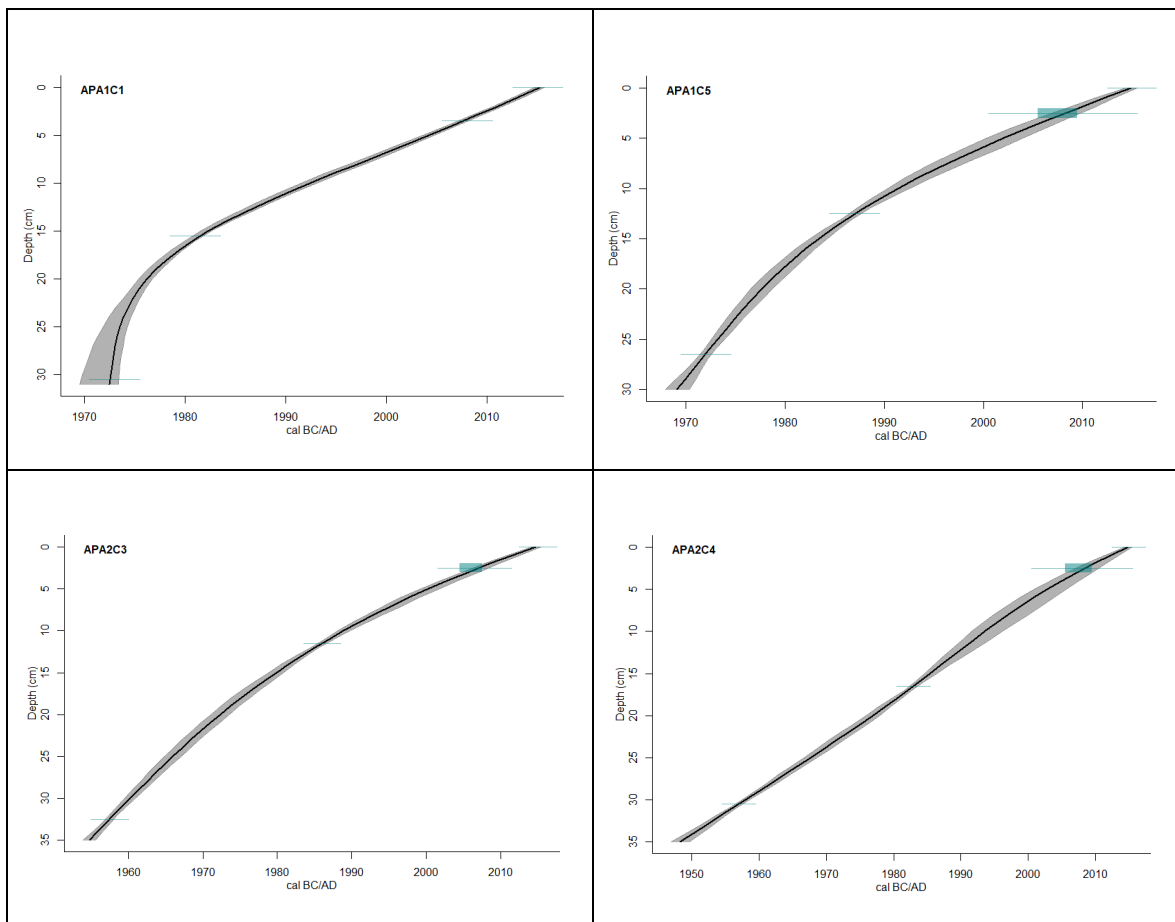 APA1C1
0
5
10
15
20
25
30
Depth (cm)
1970 1980 1990 2000 2010
cal BC/AD
APA1C5
0
5
10
15
20
25
30
Depth (cm)
1970 1980 1990 2000 2010
cal BC/AD
APA2C3
0
5
10
15
20
25
30
35
Depth (cm)
1960 1970 1980 1990 2000 2010
cal BC/AD
APA2C4
0
5
10
15
20
25
30
35
Depth (cm)
1950 1960 1970 1980 1990 2000 2010
cal BC/AD